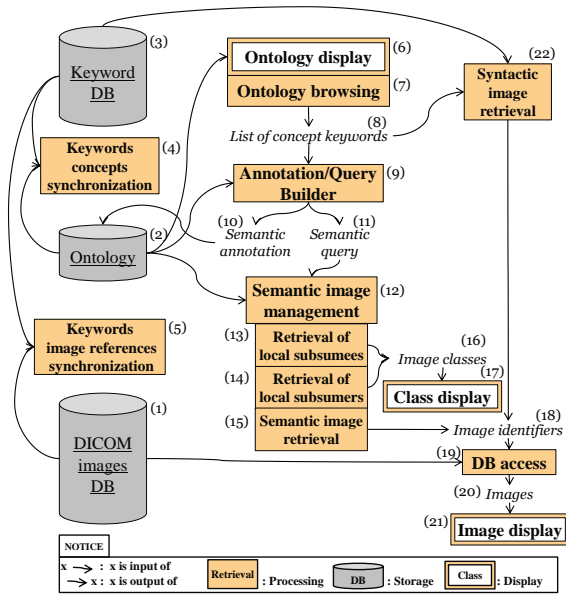 (3)
Keyword
DB
(6)
Ontology display
Ontology browsing
(7)
(22)
Syntactic
image
retrieval
(8)
List of concept keywords
Keywords
concepts
synchronization
(4)
Annotation/Query
Builder
(9)
(10)
(11)
Semantic
annotation
Semantic
query
(2)
Ontology
Semantic image
management
(12)
Keywords
image references
synchronization
(5)
(13)
Retrieval of
local subsumees
(14)
Retrieval of
local subsumers
(15)
Semantic image
retrieval
(16)
Image classes
(17)
Class display
(1)
DICOM
images
DB
(18)
Image identifiers
(19)
DB access
(20)
Images
(21)
Image display
NOTICE
x : x is input of
x : x is output of
Retrieval
: Processing
DB
: Storage
Class
: Display